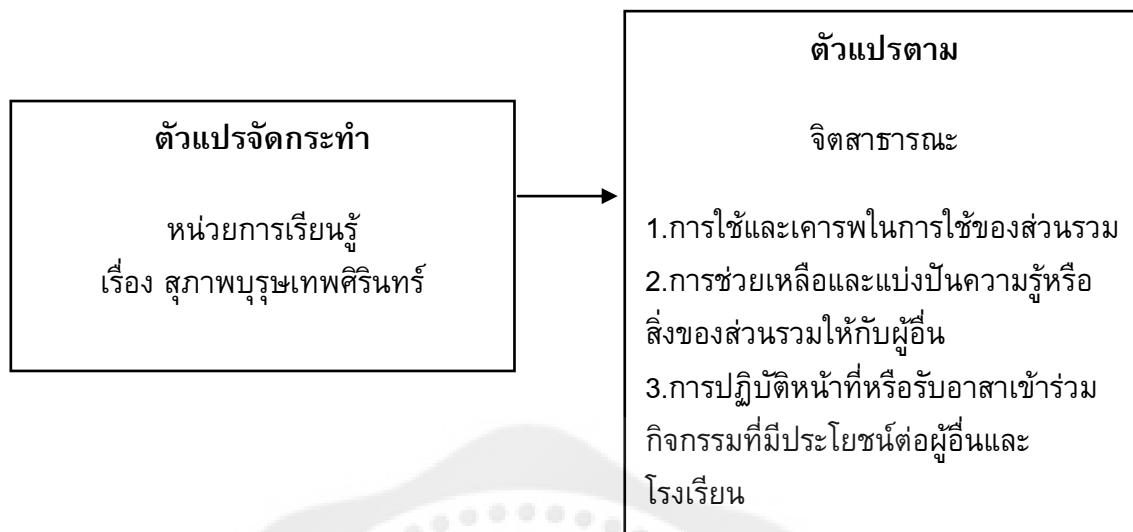 ตัวแปรจัดกระทำ
หน่วยการเรียนรู้
เรื่อง สุภาพบุรุษเทพศิรินทร์
ตัวแปรตาม
จิตสาธารณะ
1.การใช้และเคารพในการใช้ของส่วนรวม
2.การช่วยเหลือและแบ่งปันความรู้หรือ
สิ่งของส่วนรวมให้กับผู้อื่น
3.การปฏิบัติหน้าที่หรือรับอาสาเข้าร่วม
กิจกรรมที่มีประโยชน์ต่อผู้อื่นและ
โรงเรียน